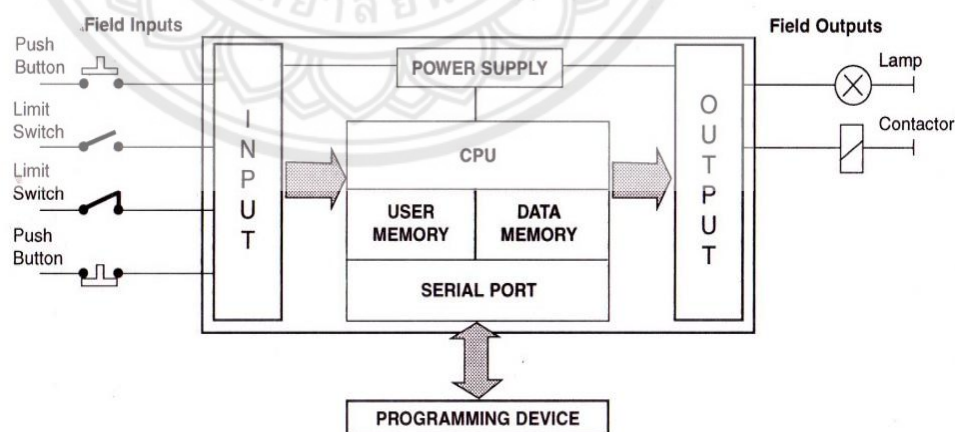 Field Inputs
Push
Button
Limit
Switch
Limit
Switch
Push
Button
I
N
P
U
T
POWER SUPPLY
CPU
USER
MEMORY
DATA
MEMORY
SERIAL PORT
PROGRAMMING DEVICE
O
U
T
P
U
T
Field Outputs
Lamp
Contactor